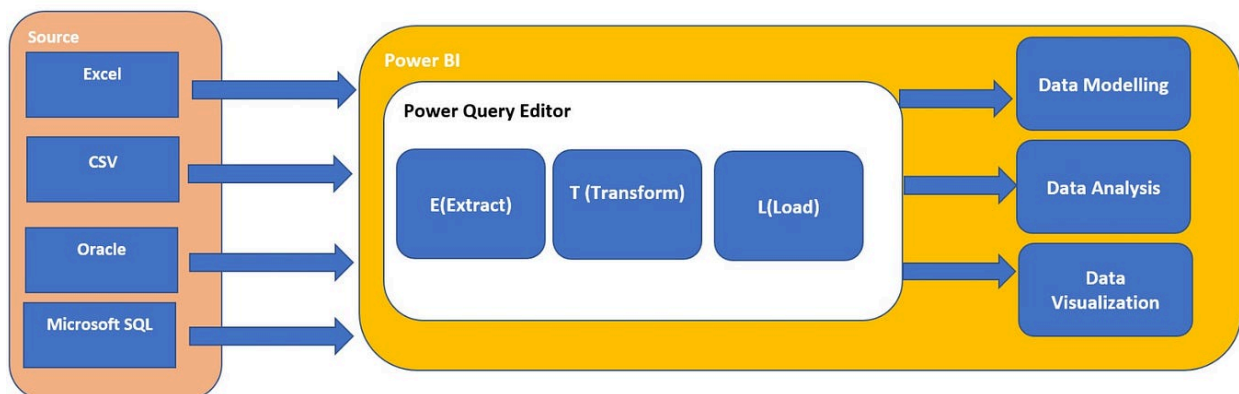 Source
Excel
CSV
Oracle
Microsoft SQL
Power BI
Power Query Editor
E(Extract)
T (Transform)
L(Load)
Data Modelling
Data Analysis
Data
Visualization